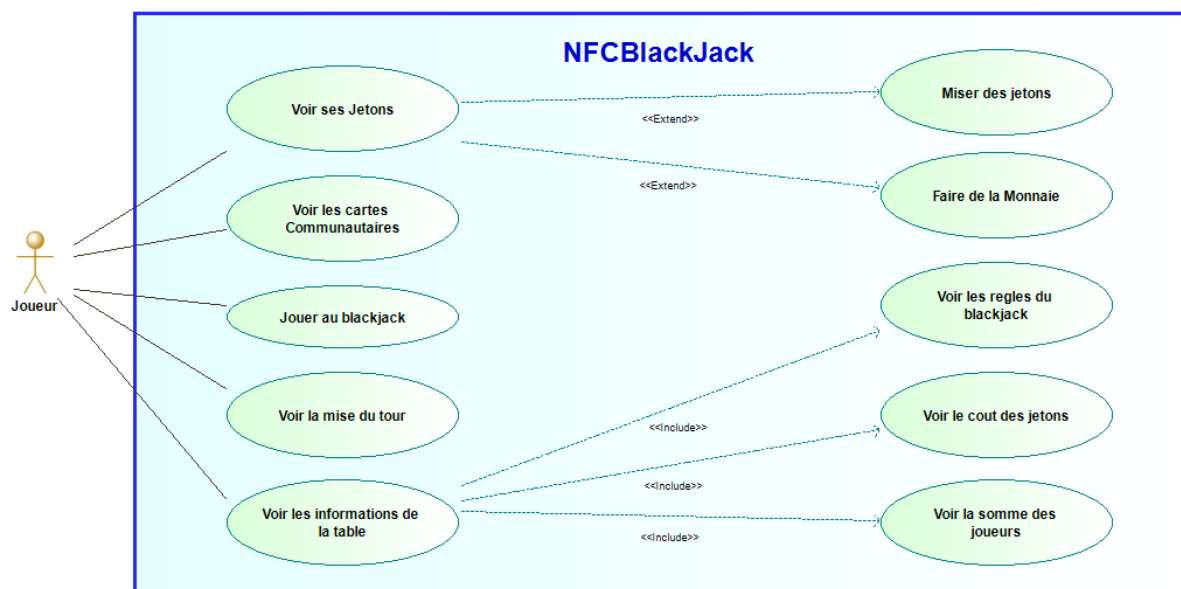 NFCBlackJack
Voir ses Jetons
Miser des jetons
<<Extend>>
<<Extend>>
Faire de la Monnaie
Voir les cartes
Communautaires
Joueur
Jouer au blackjack
Voir les regles du
blackjack
Voir la mise du tour
Voir le cout des jetons
<<Include>>
<<Include>>
<<Include>>
Voir les informations de
la table
Voir la somme des
joueurs